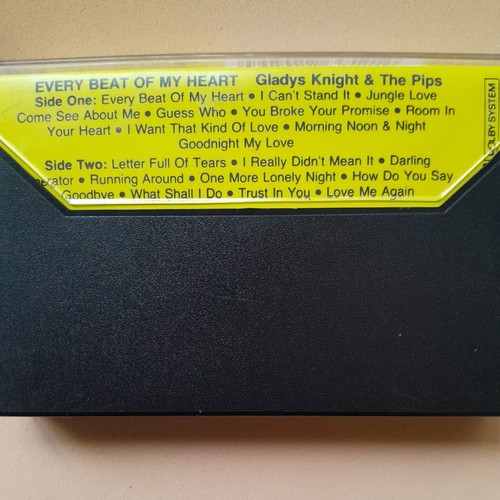 EVERY BEAT OF MY HEART Gladys Knight & The Pips
Side One: Every Beat Of My Heart • I Can't Stand It • Jungle Love
Come See About Me • Guess Who • You Broke Your Promise • Room In
Your Heart • I Want That Kind Of Love • Morning Noon & Night
Goodnight My Love
Side Two: Letter Full Of Tears • I Really Didn't Mean It • Darling
• Running Around • One More Lonely Night • How Do You Say
Goodbye • What Shall I Do • Trust In You • Love Me Again
DOLBY SYSTEM